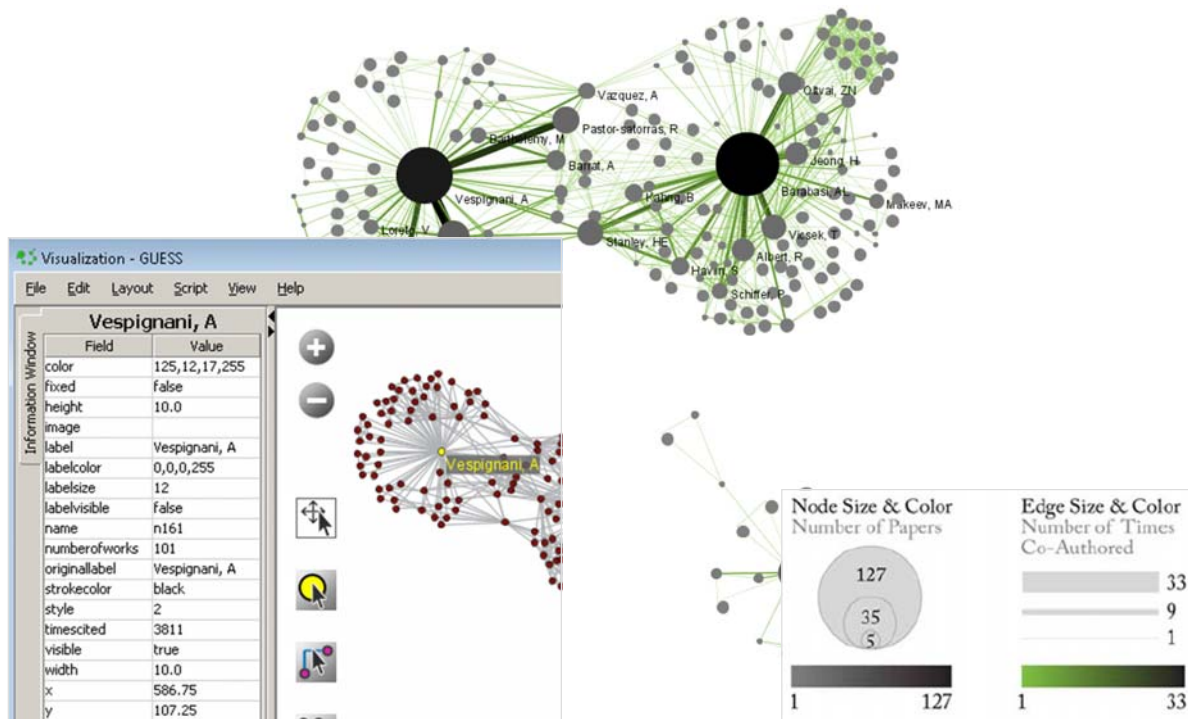 Oltvai, ZN
Vazquez, A
Pastor-satorras, R
Barthelemy, M
Barrat, A
Jeong, H
Vespignani, A
Barabasi, AL
Palwg, B
Makeev, MA
Loreto, V
Stanley, HE
Vicsek, T
Albert, R
Havlin, S
Schiffer, P
Visualization - GUESS
File Edit Layout Script View Help
Information Window
Vespignani, A
Field Value
color 125,12,17,255
fixed false
height 10.0
image
label Vespignani, A
labelcolor 0,0,0,255
labelsize 12
labelvisible false
name n161
numberofworks 101
originallabel Vespignani, A
strokecolor black
style 2
timescited 3811
visible true
width 10.0
x 586.75
y 107.25
Vespignani, A
Node Size & Color
Number of Papers
127
35
5
1 127
Edge Size & Color
Number of Times
Co-Authored
33
9
1
1 33